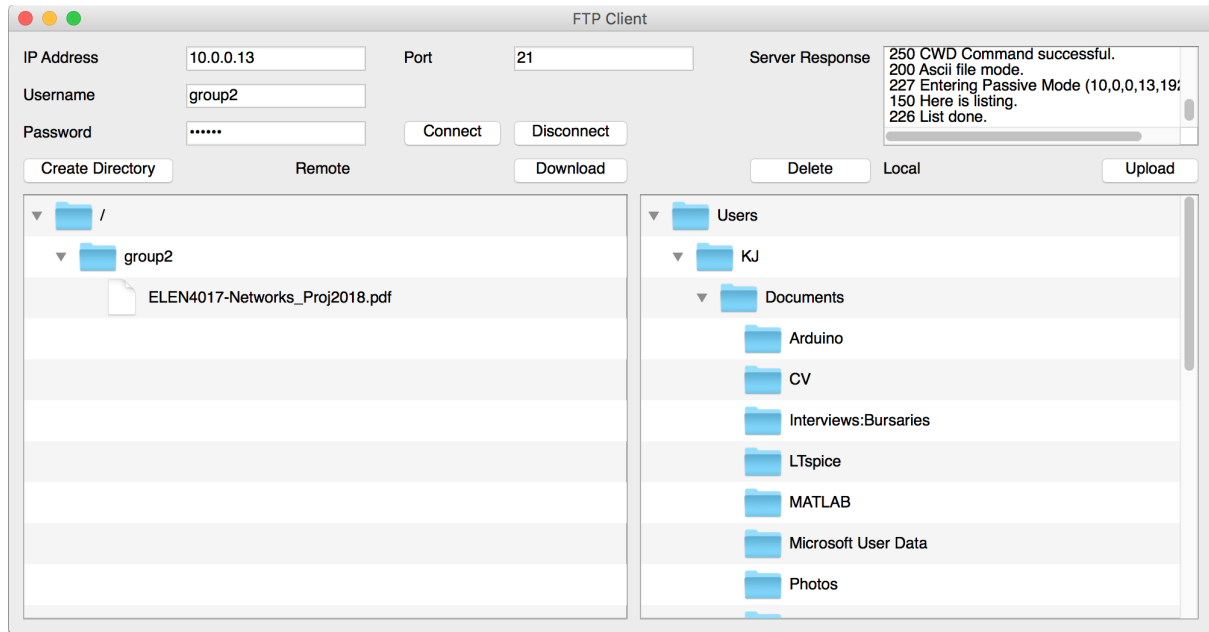 FTP Client
IP Address 10.0.0.13 Port 21 Server Response
250 CWD Command successful.
200 Ascii file mode.
227 Entering Passive Mode (10,0,0,13,192
150 Here is listing.
226 List done.
Username group2
Password •••••• Connect Disconnect
Create Directory Remote Download Delete Local Upload
/
group2
ELEN4017-Networks_Proj2018.pdf
Users
KJ
Documents
Arduino
CV
Interviews:Bursaries
LTspice
MATLAB
Microsoft User Data
Photos